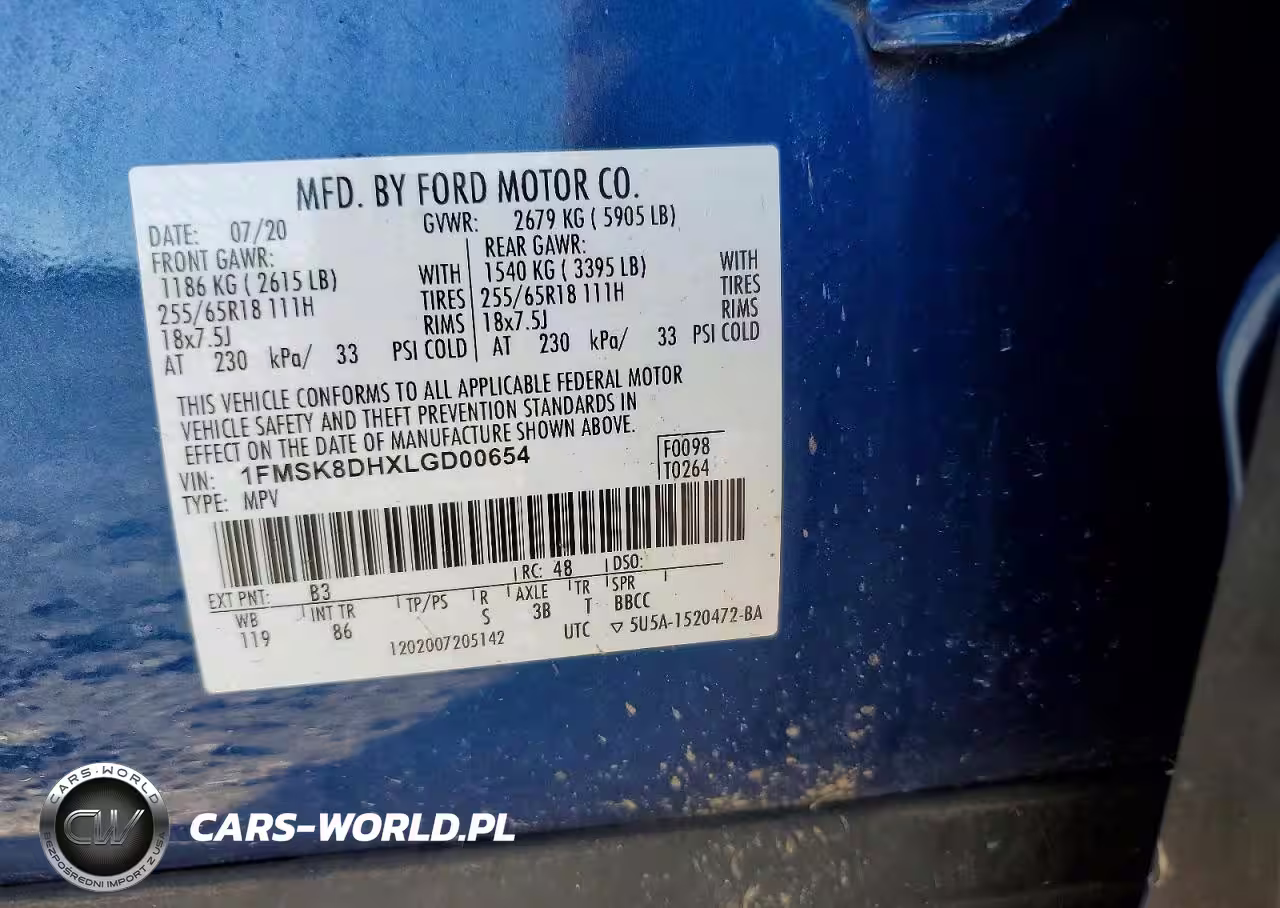 MFD. BY FORD MOTOR CO.
DATE: 07/20 GVWR: 2679 KG ( 5905 LB)
FRONT GAWR: REAR GAWR:
1186 KG ( 2615 LB) WITH 1540 KG ( 3395 LB) WITH
255/65R18 111H TIRES 255/65R18 111H TIRES
18x7.5J RIMS 18x7.5J RIMS
AT 230 kPa/ 33 PSI COLD AT 230 kPa/ 33 PSI COLD
THIS VEHICLE CONFORMS TO ALL APPLICABLE FEDERAL MOTOR
VEHICLE SAFETY AND THEFT PREVENTION STANDARDS IN
EFFECT ON THE DATE OF MANUFACTURE SHOWN ABOVE.
VIN: 1FMSK8DHXLGD00654 F0098
TYPE: MPV T0264
EXT PNT: B3 RC: 48 DSO:
WB INT TR TP/PS R AXLE TR SPR
119 86 S 3B T BBCC
1202007205142 UTC ▽ 5U5A-1520472-BA
CARS-WORLD
CW
BEZPOŚREDNI IMPORT Z USA
CARS-WORLD.PL